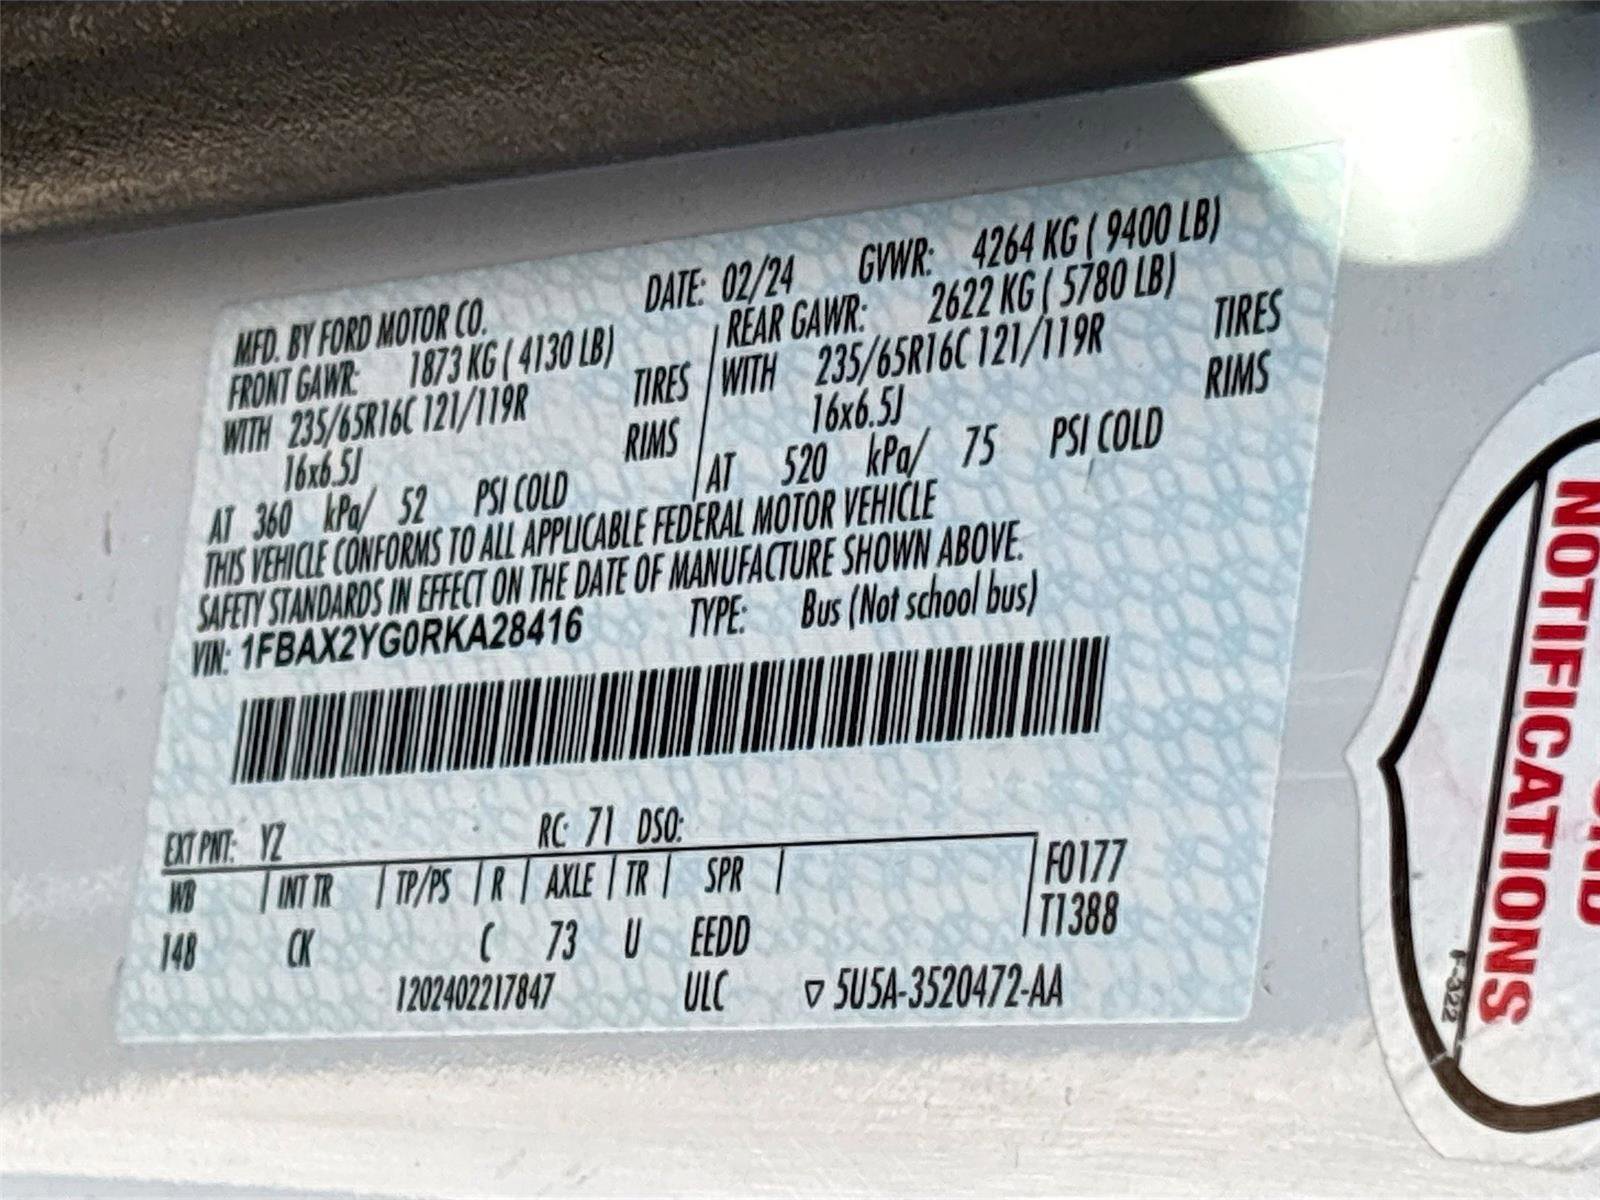 MFD. BY FORD MOTOR CO. DATE: 02/24 GVWR: 4264 KG ( 9400 LB)
FRONT GAWR: 1873 KG ( 4130 LB) REAR GAWR: 2622 KG ( 5780 LB)
WITH 235/65R16C 121/119R TIRES WITH 235/65R16C 121/119R TIRES
16x6.5J RIMS 16x6.5J RIMS
AT 360 kPa/ 52 PSI COLD AT 520 kPa/ 75 PSI COLD
THIS VEHICLE CONFORMS TO ALL APPLICABLE FEDERAL MOTOR VEHICLE
SAFETY STANDARDS IN EFFECT ON THE DATE OF MANUFACTURE SHOWN ABOVE.
VIN: 1FBAX2YG0RKA28416 TYPE: Bus (Not school bus)
EXT PNT: YZ RC: 71 DSO:
WB | INT TR | TP/PS | R | AXLE | TR | SPR | F0177
148 CK C 73 U EEDD T1388
1202402217847 ULC ▽ 5U5A-3520472-AA
NOTIFICATIONS
F-322